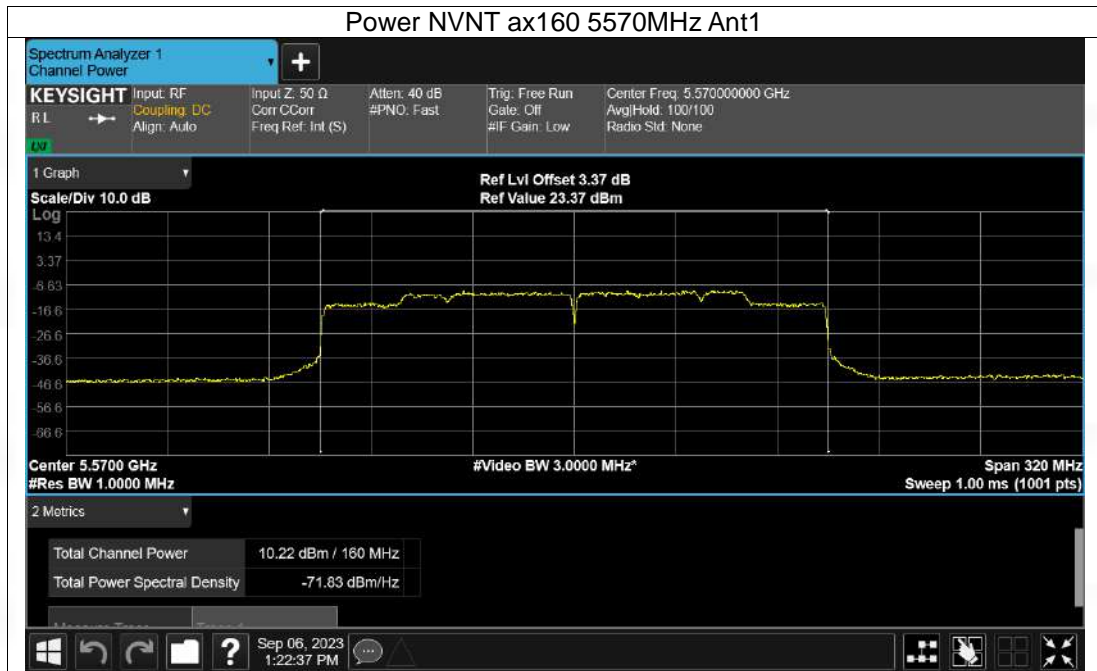 Power NVNT ax160 5570MHz Ant1
Spectrum Analyzer 1
Channel Power
+
KEYSIGHT Input: RF Input Z: 50 Ω Atten: 40 dB Trig: Free Run Center Freq: 5.570000000 GHz
RL Coupling: DC Corr CCorr #PNO: Fast Gate: Off Avg|Hold: 100/100
Align: Auto Freq Ref: Int (S) #IF Gain: Low Radio Std: None
LXI
1 Graph Ref Lvl Offset 3.37 dB
Scale/Div 10.0 dB Ref Value 23.37 dBm
Log
13.4
3.37
-6.63
-16.6
-26.6
-36.6
-46.6
-56.6
-66.6
Center 5.5700 GHz #Video BW 3.0000 MHz* Span 320 MHz
#Res BW 1.0000 MHz Sweep 1.00 ms (1001 pts)
2 Metrics
Total Channel Power 10.22 dBm / 160 MHz
Total Power Spectral Density -71.83 dBm/Hz
?
Sep 06, 2023
1:22:37 PM